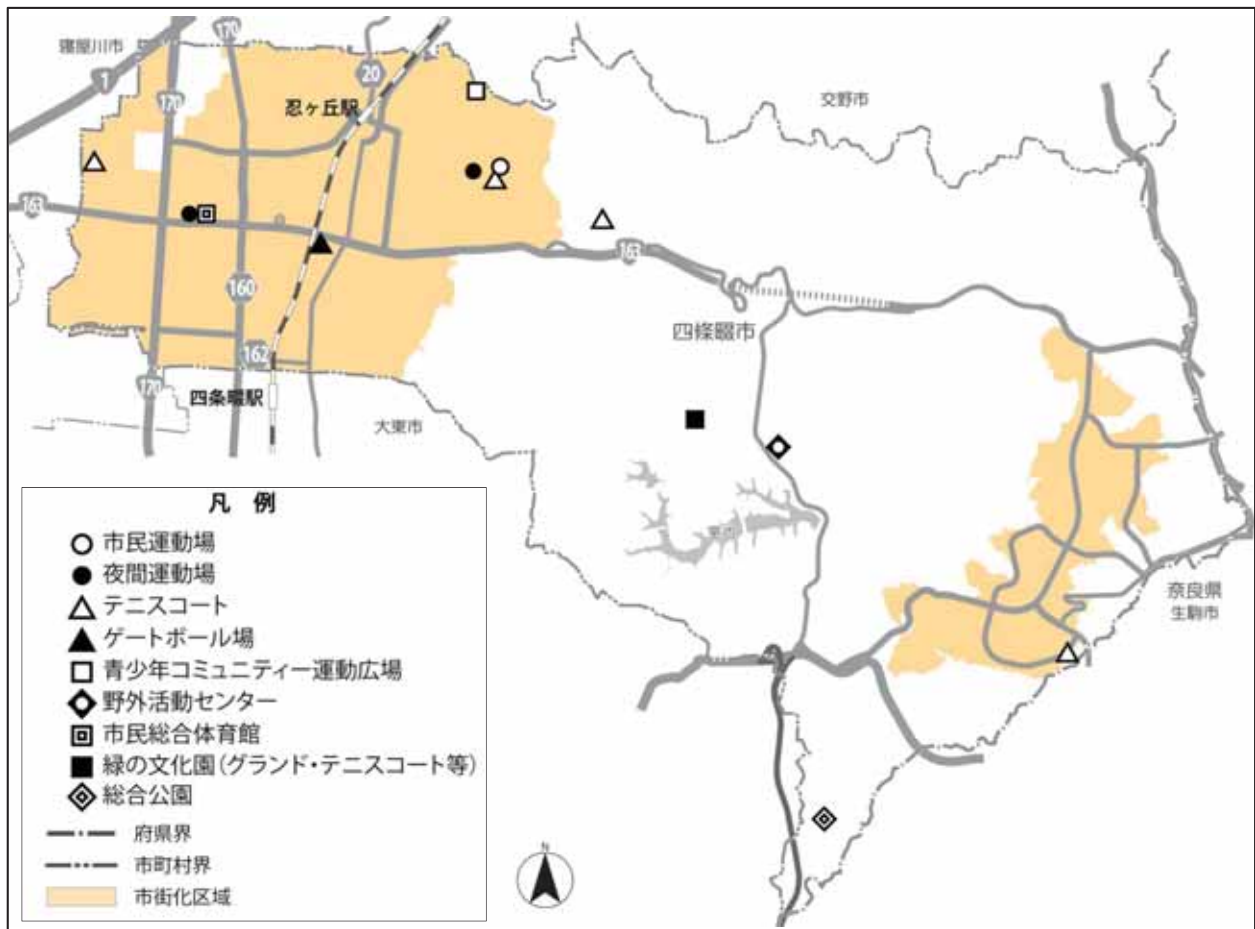 寝屋川市
170
1
170
20
忍ヶ丘駅
交野市
163
163
160
四條畷市
162
170
四条畷駅
大東市
奈良県
生駒市
凡 例
市民運動場
夜間運動場
テニスコート
ゲートボール場
青少年コミュニティー運動広場
野外活動センター
市民総合体育館
緑の文化園(グランド・テニスコート等)
総合公園
府県界
市町村界
市街化区域
N